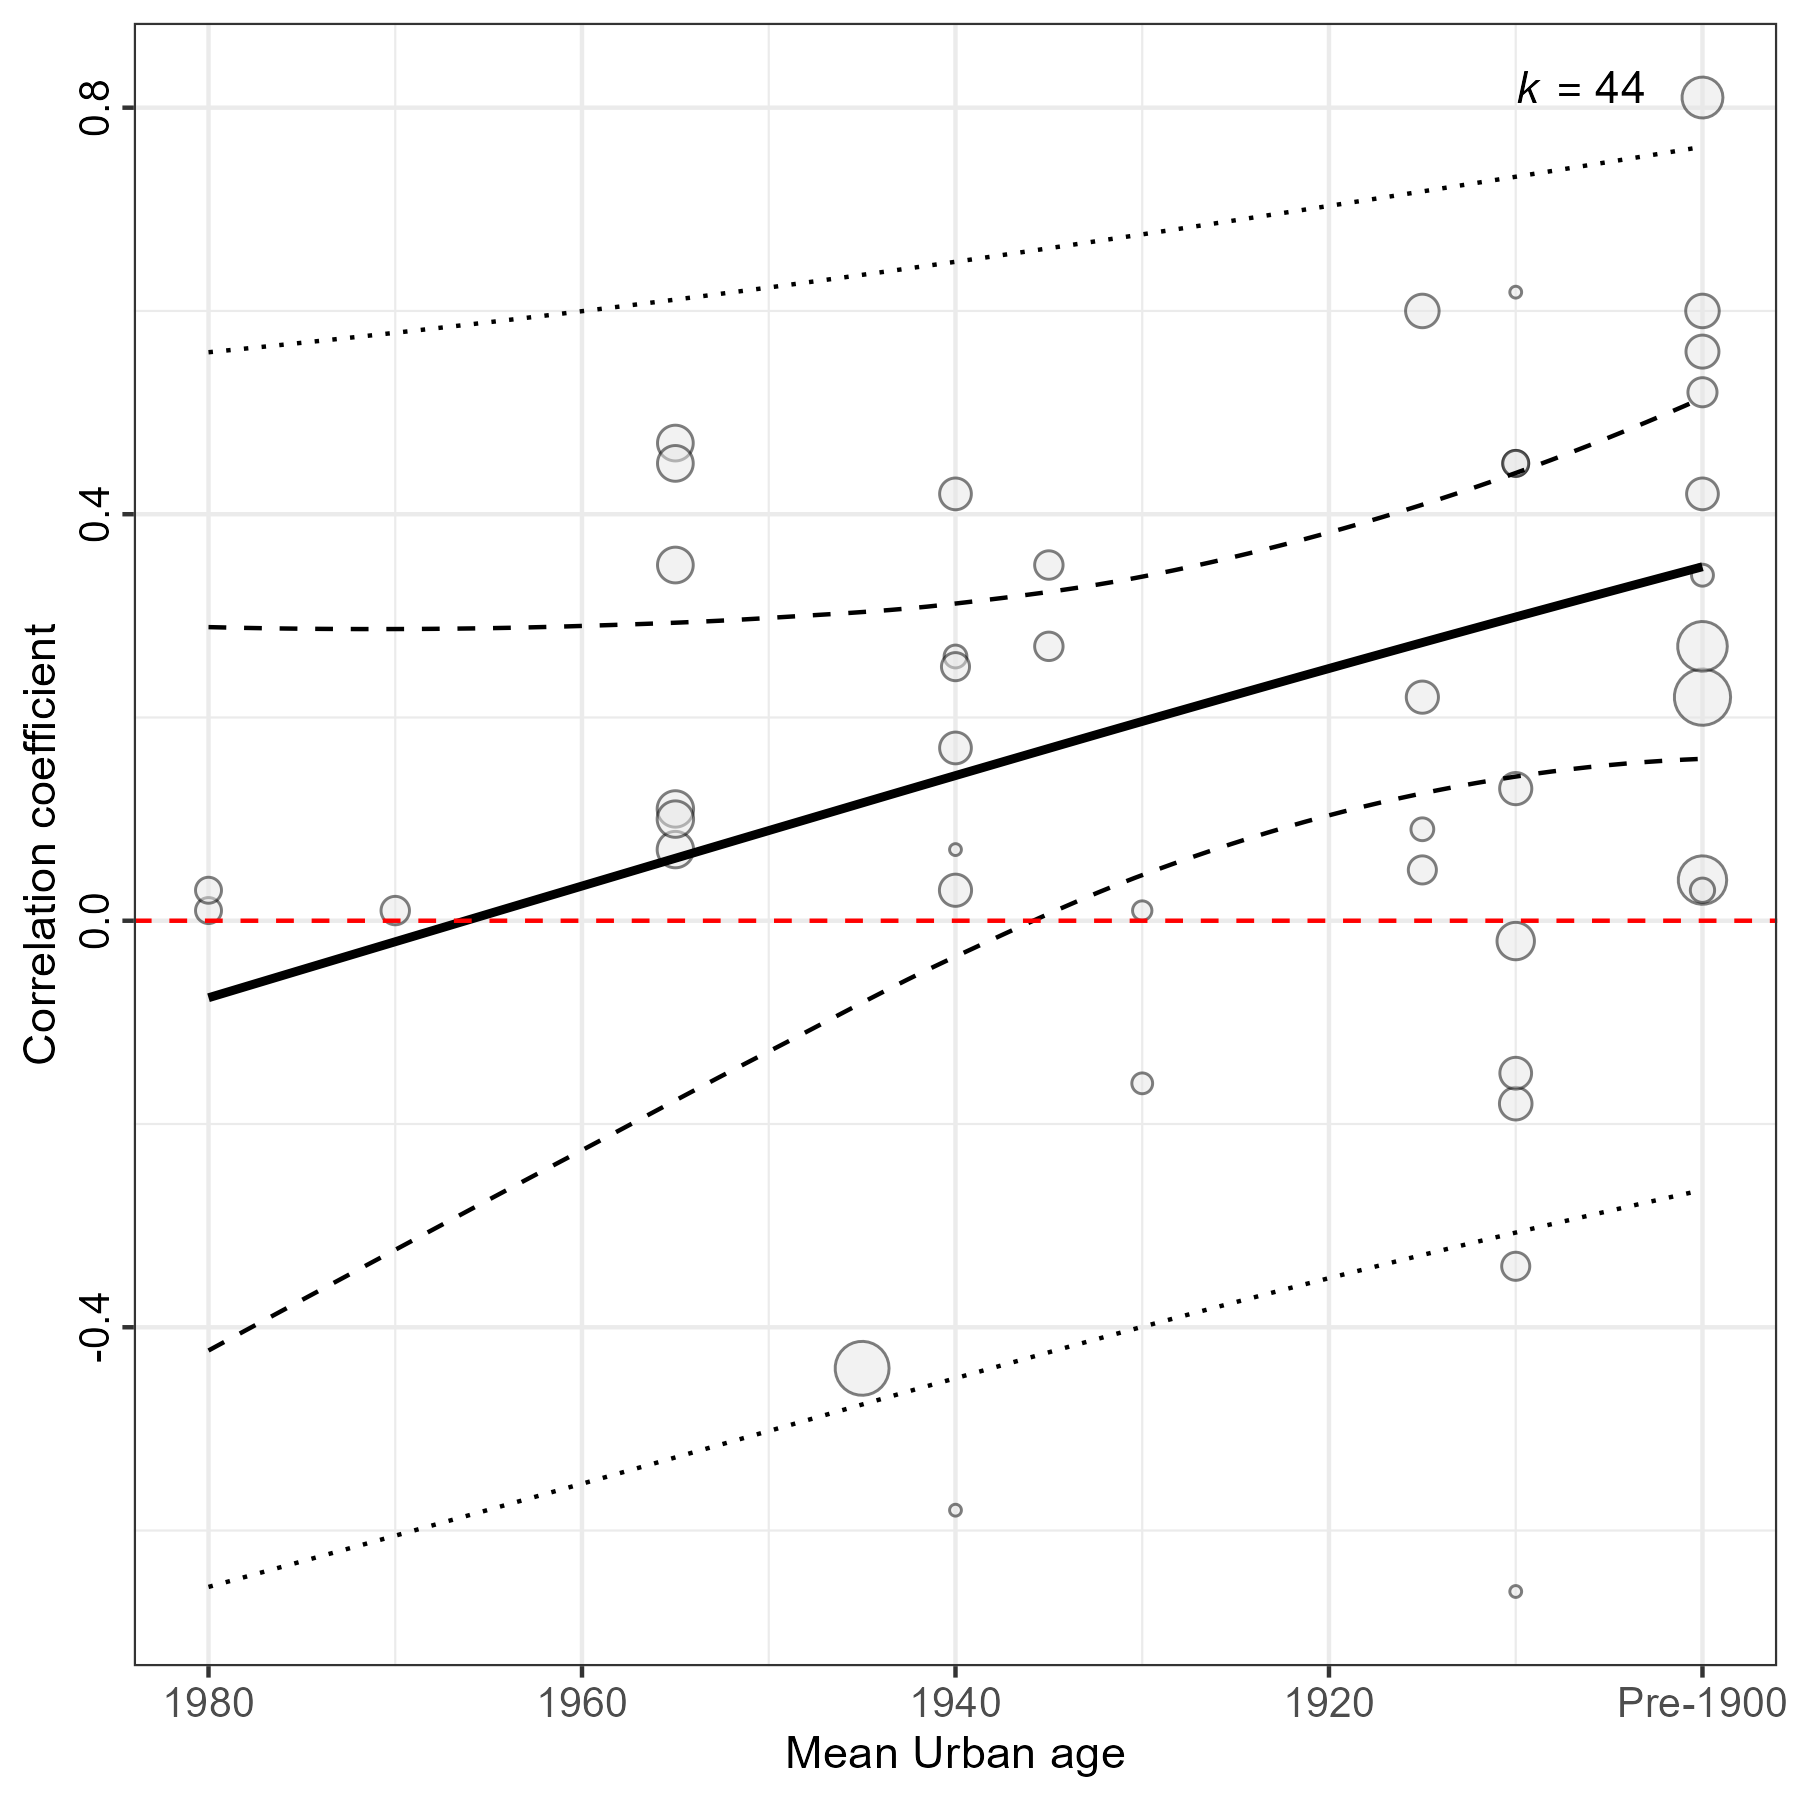 k = 44
0.8
0.4
0.0
-0.4
Correlation coefficient
1980 1960 1940 1920 Pre-1900
Mean Urban age